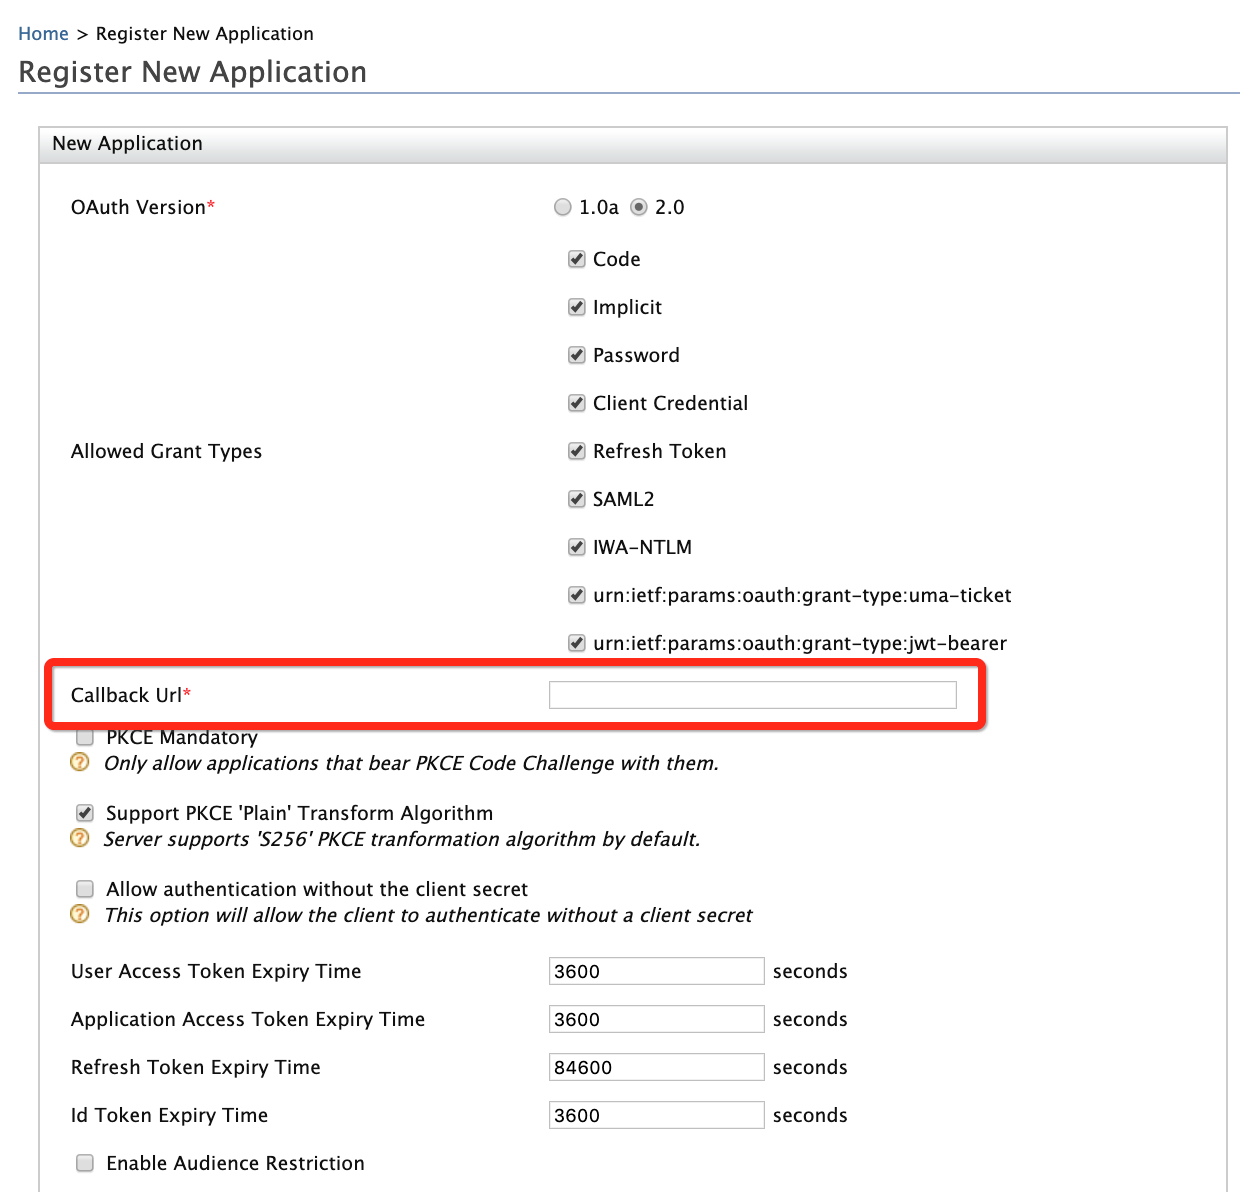 Home > Register New Application
Register New Application
New Application
OAuth Version* 1.0a 2.0
Code
Implicit
Password
Client Credential
Allowed Grant Types Refresh Token
SAML2
IWA-NTLM
urn:ietf:params:oauth:grant-type:uma-ticket
urn:ietf:params:oauth:grant-type:jwt-bearer
Callback Url*
PKCE Mandatory
? Only allow applications that bear PKCE Code Challenge with them.
Support PKCE 'Plain' Transform Algorithm
? Server supports 'S256' PKCE tranformation algorithm by default.
Allow authentication without the client secret
? This option will allow the client to authenticate without a client secret
User Access Token Expiry Time 3600 seconds
Application Access Token Expiry Time 3600 seconds
Refresh Token Expiry Time 84600 seconds
Id Token Expiry Time 3600 seconds
Enable Audience Restriction